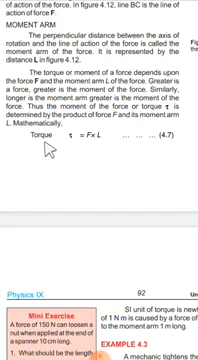 of action of the force. In figure 4.12, line BC is the line of
action of force F.
MOMENT ARM
The perpendicular distance between the axis of
rotation and the line of action of the force is called the
moment arm of the force. It is represented by the
distance L in figure 4.12.
The torque or moment of a force depends upon
the force F and the moment arm L of the force. Greater is a
force, greater is the moment of the force. Similarly,
longer is the moment arm greater is the moment of the
force. Thus the moment of the force or torque τ is
determined by the product of force F and its moment arm
L. Mathematically,
Torque τ = F× L ... ... ... (4.7)
Fig
the
Physics IX
92
Un
Mini Exercise
A force of 150 N can loosen a
nut when applied at the end of
a spanner 10 cm long.
1. What should be the length
SI unit of torque is newt
of 1 N m is caused by a force of
to the moment arm 1 m long.
EXAMPLE 4.3
A mechanic tightens the